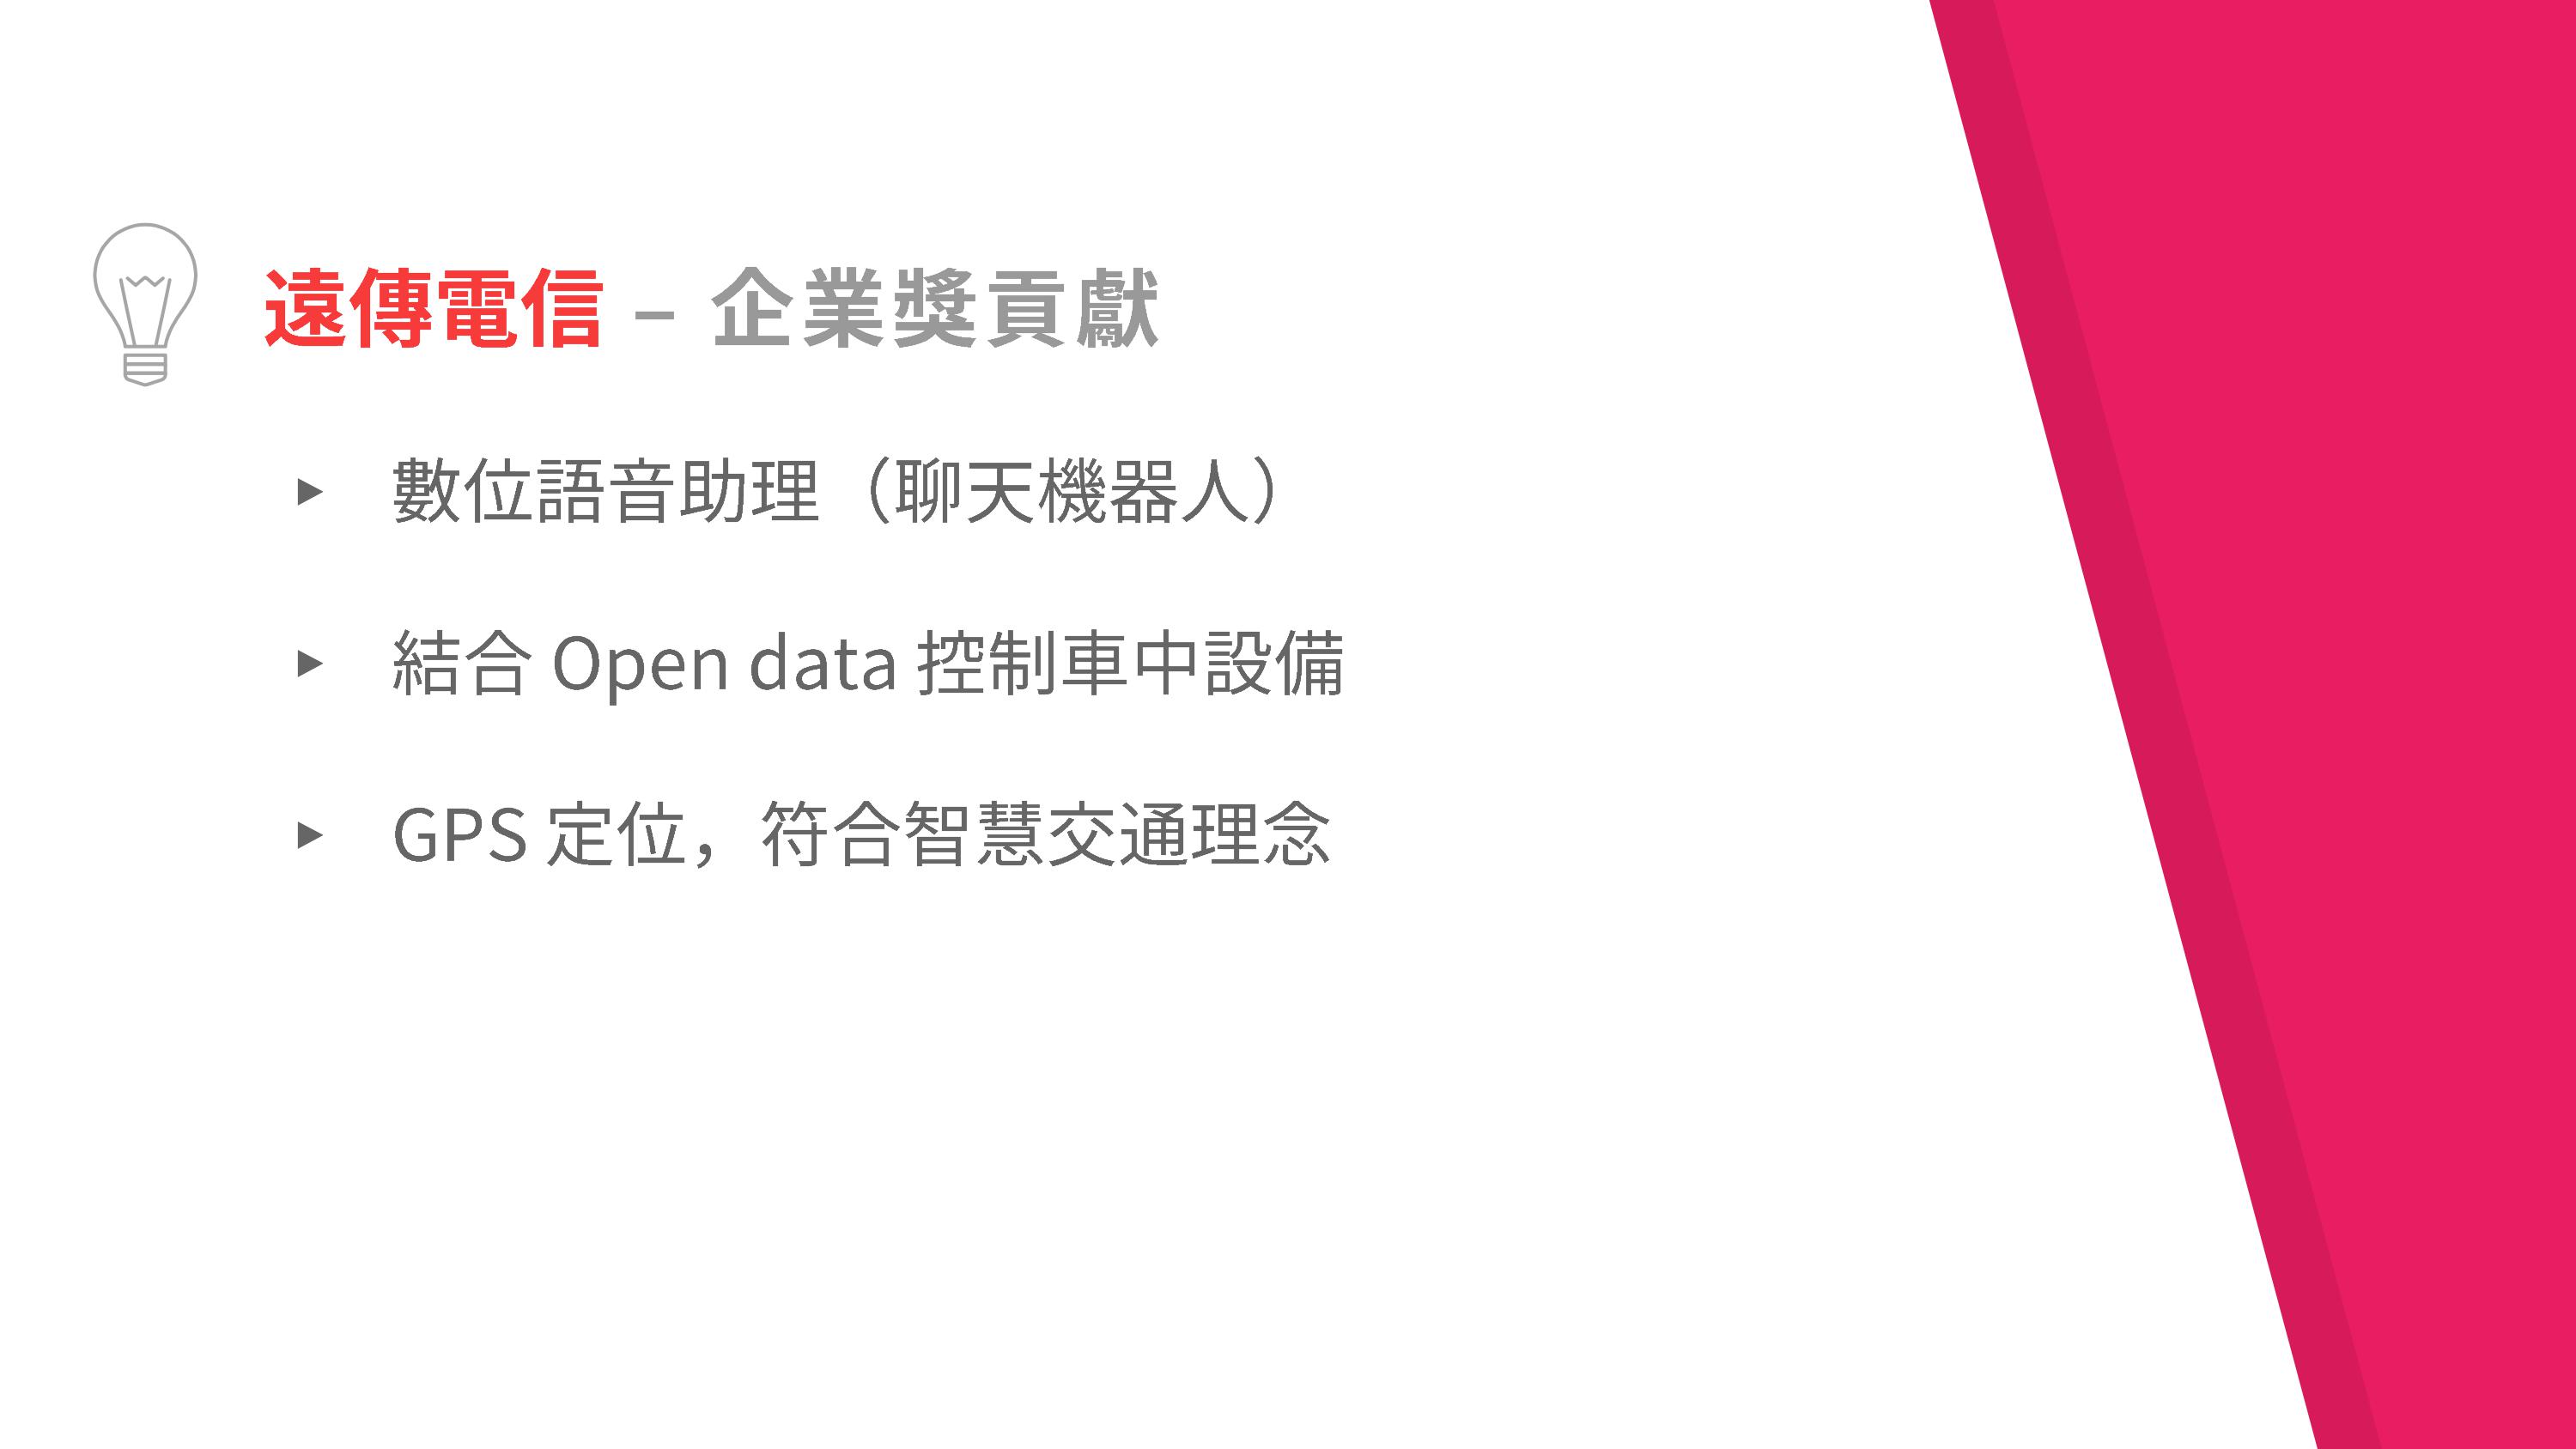 遠傳電信 – 企業獎貢獻
▸ 數位語音助理（聊天機器人）
▸ 結合 Open data 控制車中設備
▸ GPS 定位，符合智慧交通理念